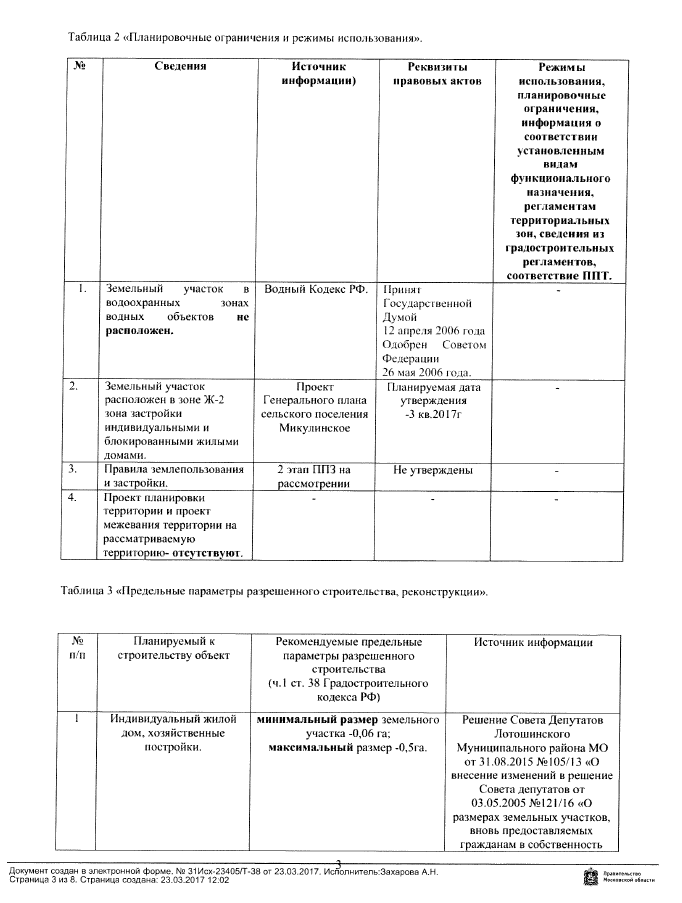 Таблица 2 «Планировочные ограничения и режимы использования».
№
Сведения
Источник
информации)
Реквизиты
правовых актов
Режимы
использования,
планировочные
ограничения,
информация о
соответствии
установленным
видам
функционального
назначения,
регламентам
территориальных
зон, сведения из
градостроительных
регламентов,
соответствие ППТ.
1.
Земельный участок в
водоохранных зонах
водных объектов не
расположен.
Водный Кодекс РФ.
Принят
Государственной
Думой
12 апреля 2006 года
Одобрен Советом
Федерации
26 мая 2006 года.
-
2.
Земельный участок
расположен в зоне Ж-2
зона застройки
индивидуальными и
блокированными жилыми
домами.
Проект
Генерального плана
сельского поселения
Микулинское
Планируемая дата
утверждения
-3 кв.2017г
-
3.
Правила землепользования
и застройки.
2 этап ППЗ на
рассмотрении
Не утверждены
-
4.
Проект планировки
территории и проект
межевания территории на
рассматриваемую
территорию- отсутствуют.
-
-
-
Таблица 3 «Предельные параметры разрешенного строительства, реконструкции».
№
п/п
Планируемый к
строительству объект
Рекомендуемые предельные
параметры разрешенного
строительства
(ч.1 ст. 38 Градостроительного
кодекса РФ)
Источник информации
1
Индивидуальный жилой
дом, хозяйственные
постройки.
минимальный размер земельного
участка -0,06 га;
максимальный размер -0,5га.
Решение Совета Депутатов
Лотошинского
Муниципального района МО
от 31.08.2015 №105/13 «О
внесение изменений в решение
Совета депутатов от
03.05.2005 №121/16 «О
размерах земельных участков,
вновь предоставляемых
гражданам в собственность
3
Документ создан в электронной форме. № 31Исх-23405/Т-38 от 23.03.2017. Исполнитель:Захарова А.Н.
Страница 3 из 8. Страница создана: 23.03.2017 12:02
Правительство
Московской области